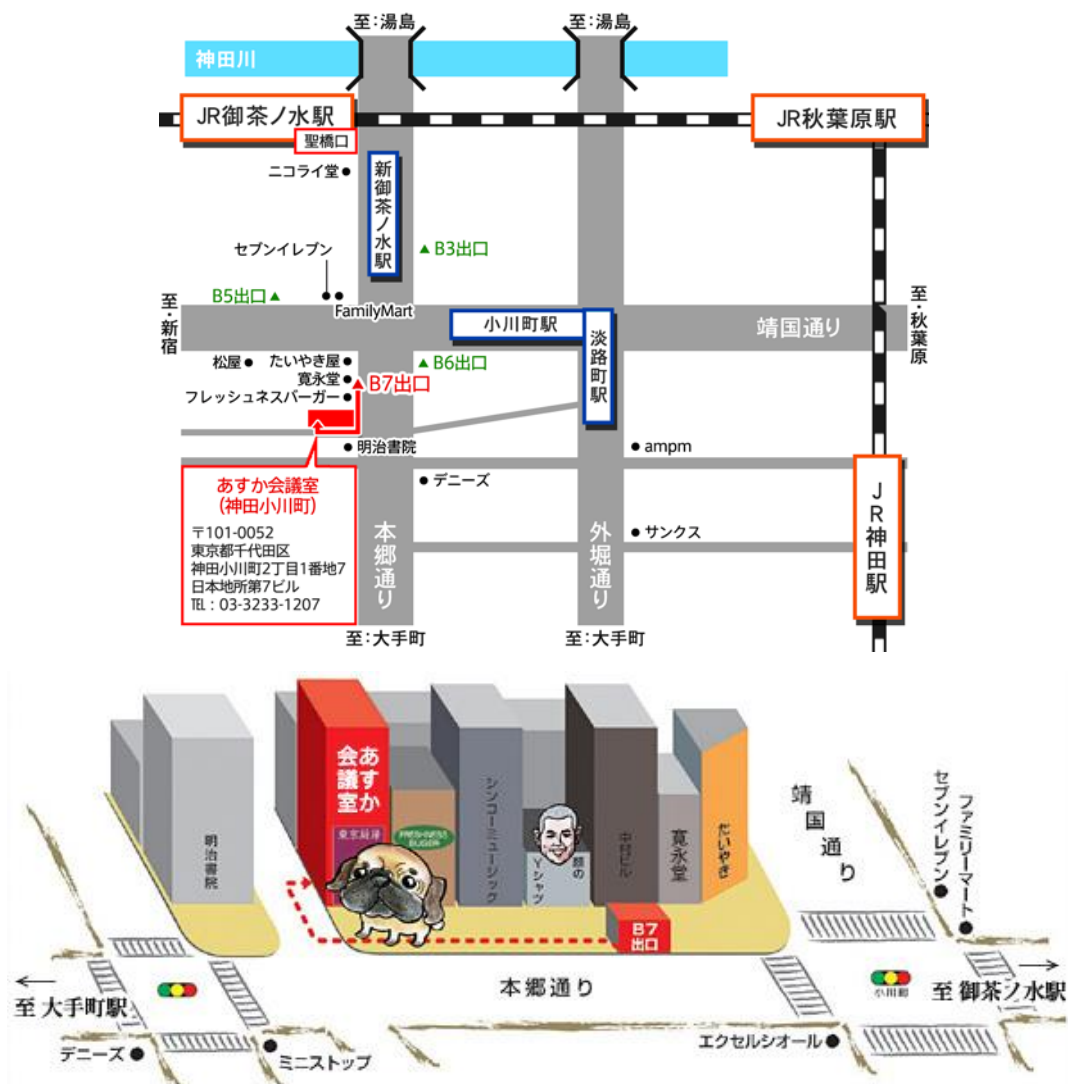 至:湯島
至:湯島
神田川
JR御茶ノ水駅
聖橋口
JR秋葉原駅
ニコライ堂
新御茶ノ水駅
セブンイレブン
B3出口
B5出口
FamilyMart
至・新宿
小川町駅
淡路町駅
靖国通り
至・秋葉原
松屋
たいやき屋
B6出口
寛永堂
B7出口
フレッシュネスバーガー
明治書院
ampm
あすか会議室
(神田小川町)
〒101-0052
東京都千代田区
神田小川町2丁目1番地7
日本地所第7ビル
℡:03-3233-1207
デニーズ
本郷通り
外堀通り
サンクス
JR神田駅
至:大手町
至:大手町
明治書院
あすか
会議室
FRESHNESS
BUGER
シンコーミュージック
顔の
Yシャツ
中村ビル
寛永堂
たいやき
B7
出口
靖国通り
セブンイレブン
ファミリーマート
至 大手町駅
本郷通り
小川町
至 御茶ノ水駅
デニーズ
ミニストップ
エクセルシオール